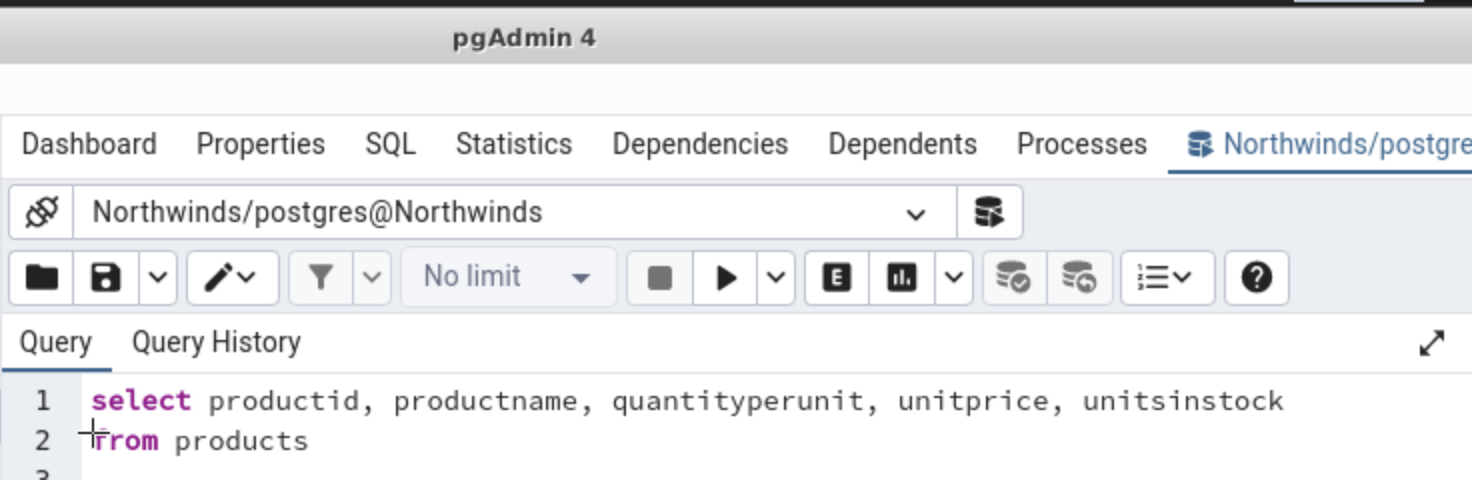 pgAdmin 4
Dashboard Properties SQL Statistics Dependencies Dependents Processes Northwinds/postgre
Northwinds/postgres@Northwinds
No limit E
Query Query History
1 select productid, productname, quantityperunit, unitprice, unitsinstock
2 from products
3